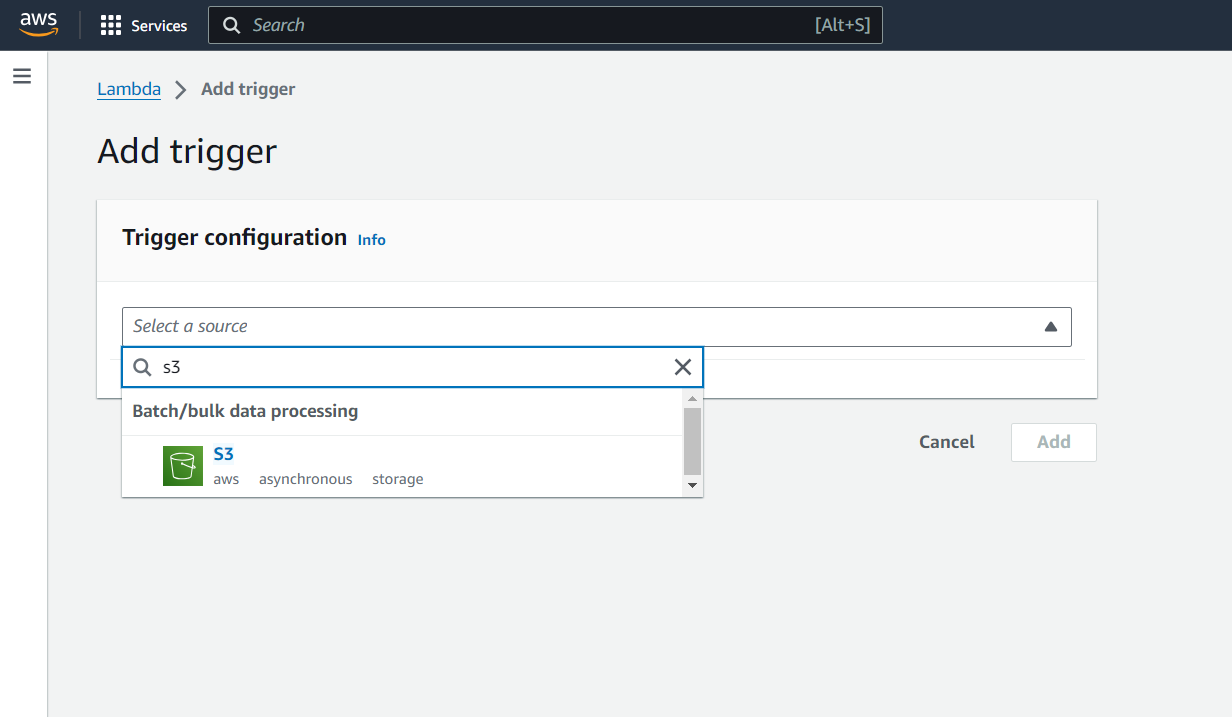 aws Services Search [Alt+S]
Lambda Add trigger
Add trigger
Trigger configuration Info
Select a source
s3
Batch/bulk data processing
S3
aws asynchronous storage
Cancel Add